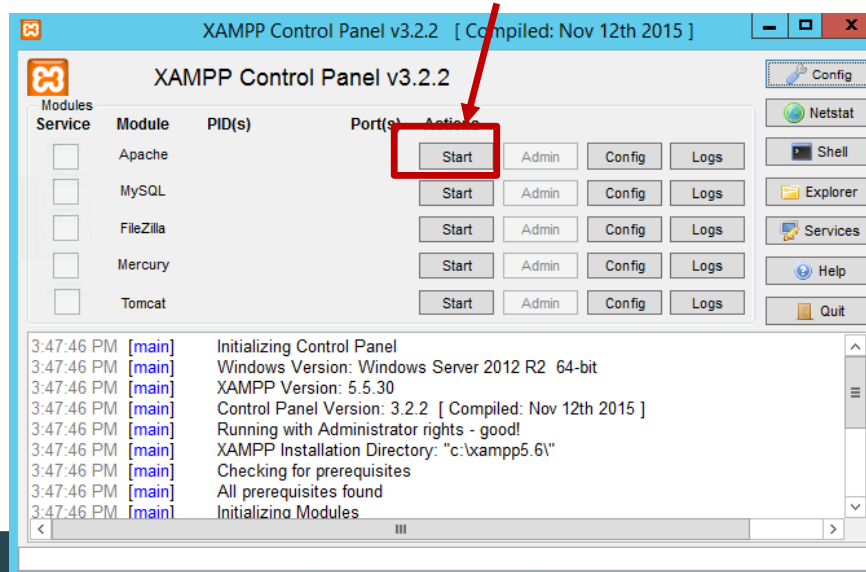 XAMPP Control Panel v3.2.2 [ Compiled: Nov 12th 2015 ]
XAMPP Control Panel v3.2.2
Config
Modules
Service Module PID(s) Port(s) Actions
Netstat
Apache Start Admin Config Logs
Shell
MySQL Start Admin Config Logs
Explorer
FileZilla Start Admin Config Logs
Services
Mercury Start Admin Config Logs
Help
Tomcat Start Admin Config Logs
Quit
3:47:46 PM [main] Initializing Control Panel
3:47:46 PM [main] Windows Version: Windows Server 2012 R2 64-bit
3:47:46 PM [main] XAMPP Version: 5.5.30
3:47:46 PM [main] Control Panel Version: 3.2.2 [ Compiled: Nov 12th 2015 ]
3:47:46 PM [main] Running with Administrator rights - good!
3:47:46 PM [main] XAMPP Installation Directory: "c:\xampp5.6\"
3:47:46 PM [main] Checking for prerequisites
3:47:46 PM [main] All prerequisites found
3:47:46 PM [main] Initializing Modules